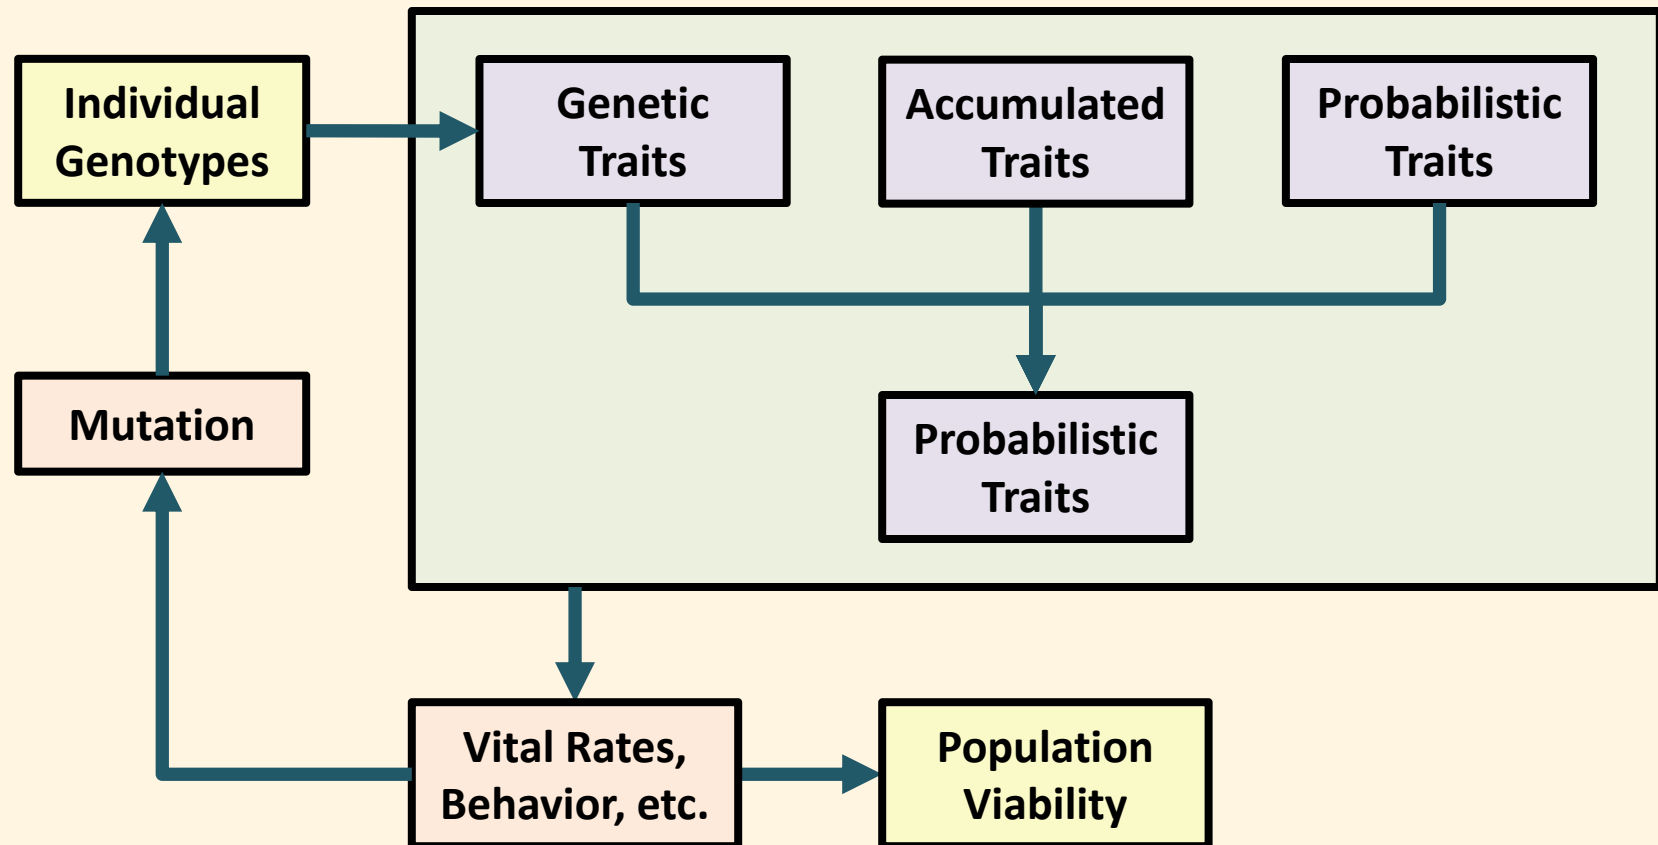 Individual
Genotypes
Genetic
Traits
Accumulated
Traits
Probabilistic
Traits
Mutation
Probabilistic
Traits
Vital Rates,
Behavior, etc.
Population
Viability